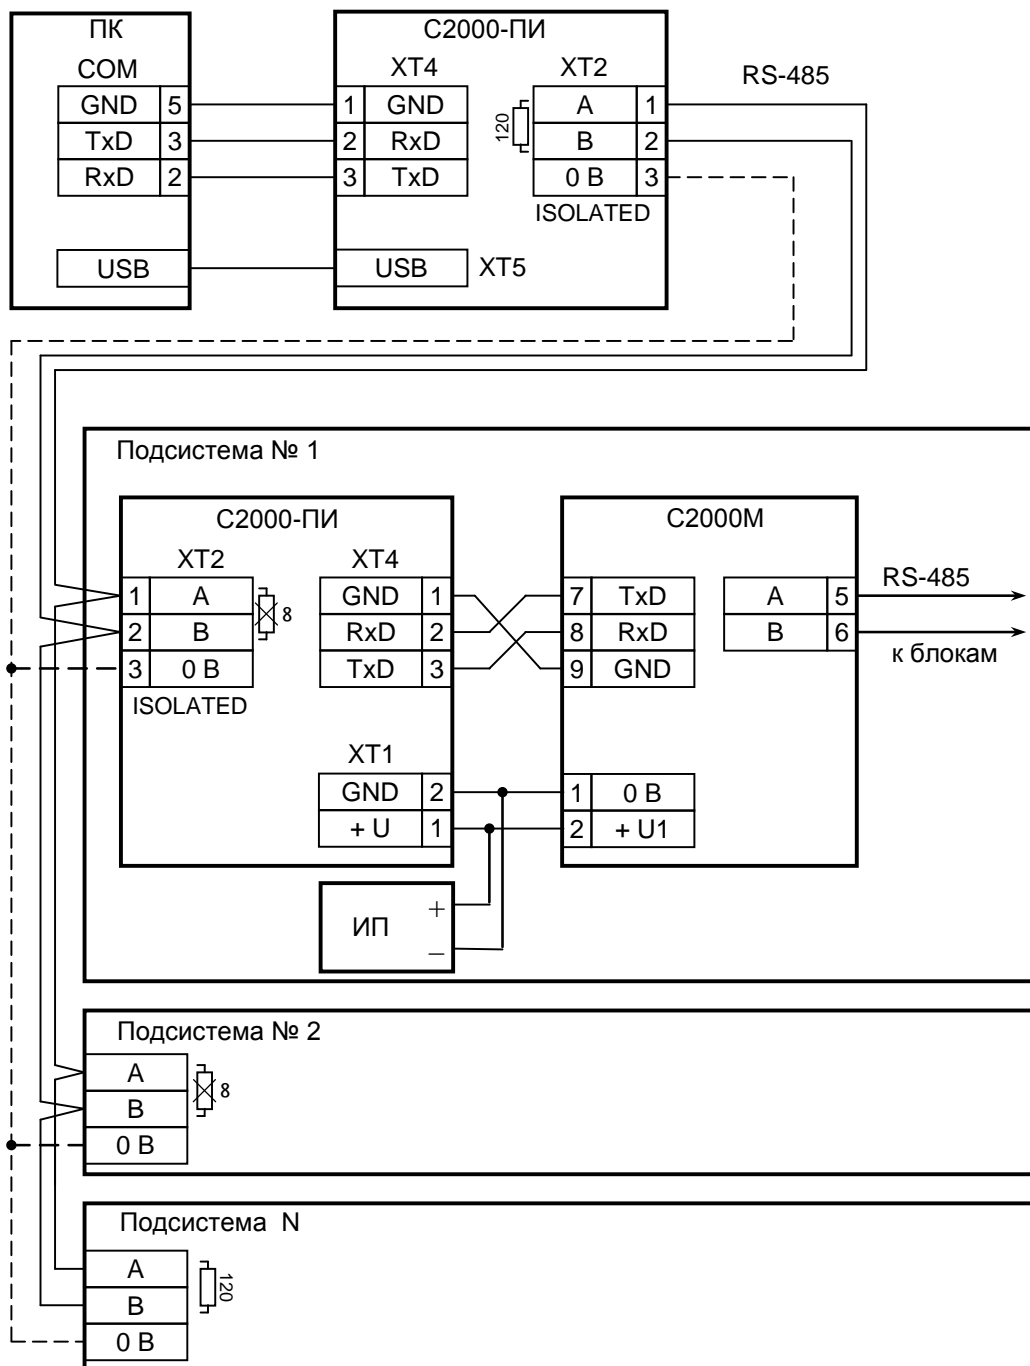 ПК
С2000-ПИ
COM
XT4
XT2
RS-485
GND 5
1 GND
120
A 1
TxD 3
2 RxD
B 2
RxD 2
3 TxD
0 В 3
ISOLATED
USB
USB
XT5
Подсистема № 1
С2000-ПИ
С2000М
XT2
XT4
RS-485
1 A
8
GND 1
7 TxD
A 5
2 B
RxD 2
8 RxD
B 6
3 0 В
TxD 3
9 GND
к блокам
ISOLATED
XT1
GND 2
1 0 В
+ U 1
2 + U1
ИП
+
–
Подсистема № 2
A
8
B
0 В
Подсистема N
A
120
B
0 В